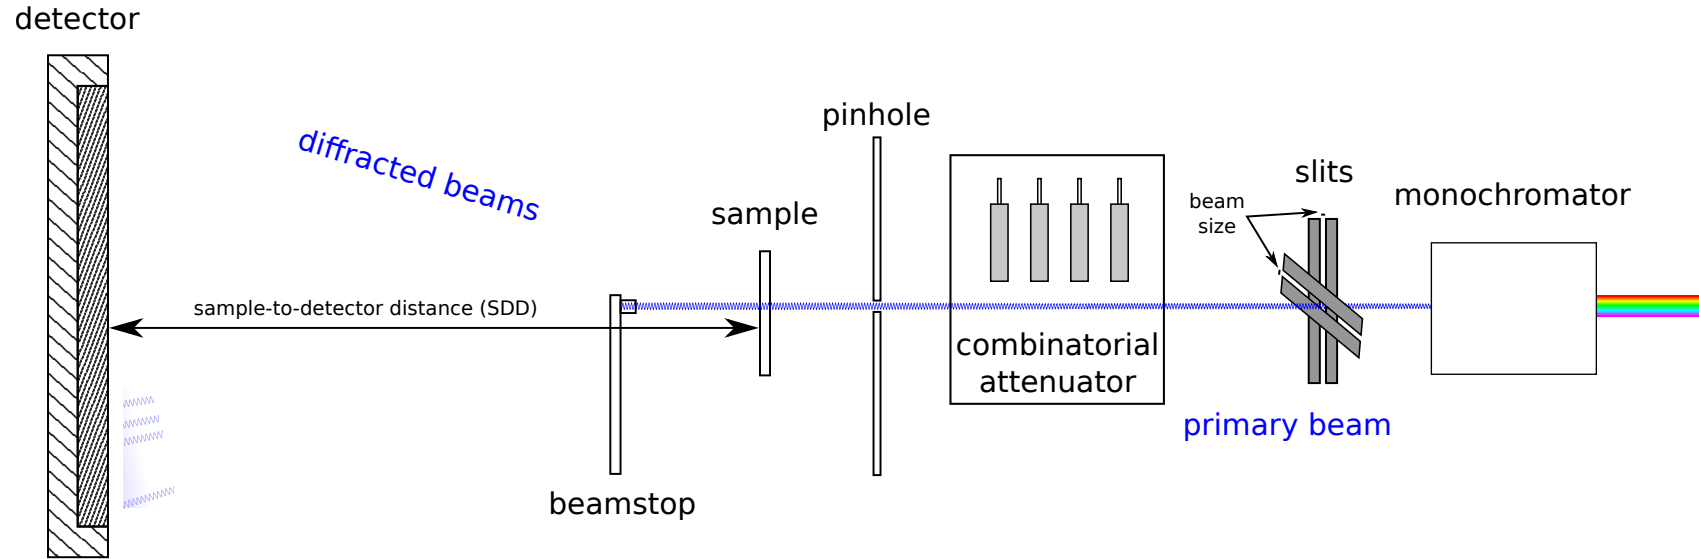 detector
diffracted beams
sample-to-detector distance (SDD)
beamstop
sample
pinhole
combinatorial
attenuator
beam
size
slits
primary beam
monochromator